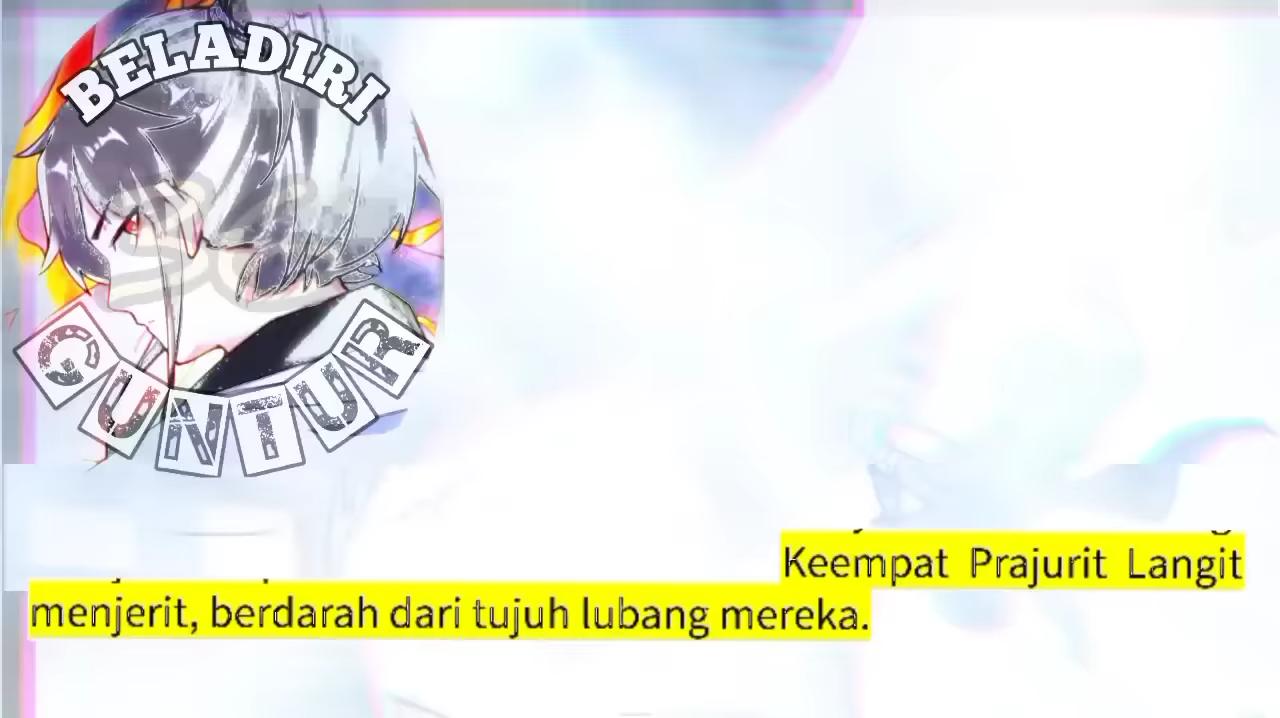 BELADIRI
GUNTUR
Keempat Prajurit Langit
menjerit, berdarah dari tujuh lubang mereka.